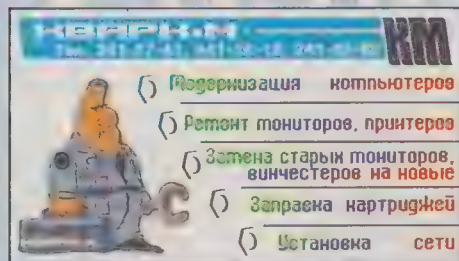 КМ
Модернизация компьютеров
Ремонт мониторов, принтеров
Замена старых мониторов,
винчестеров на новые
Заправка картриджей
Установка сети